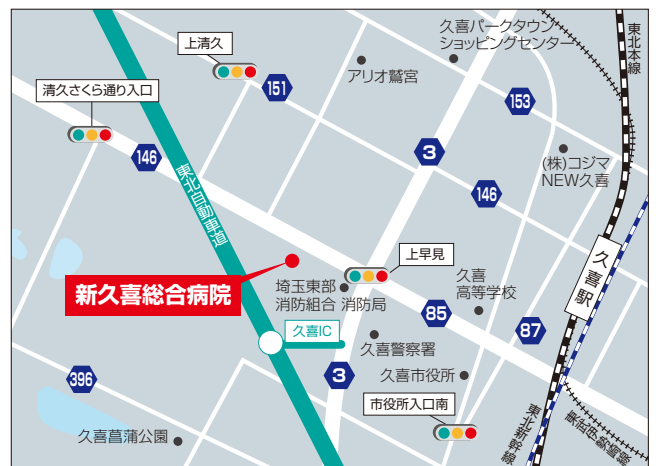 上清久
久喜パークタウン
ショッピングセンター
東北本線
アリオ鷲宮
清久さくら通り入口
151
153
3
146
(株)コジマ
NEW久喜
146
東北自動車道
上早見
久喜駅
新久喜総合病院
埼玉東部
消防組合 消防局
久喜
高等学校
85
久喜IC
87
久喜警察署
396
3
久喜市役所
市役所入口南
東北新幹線
東武伊勢崎線
久喜菖蒲公園